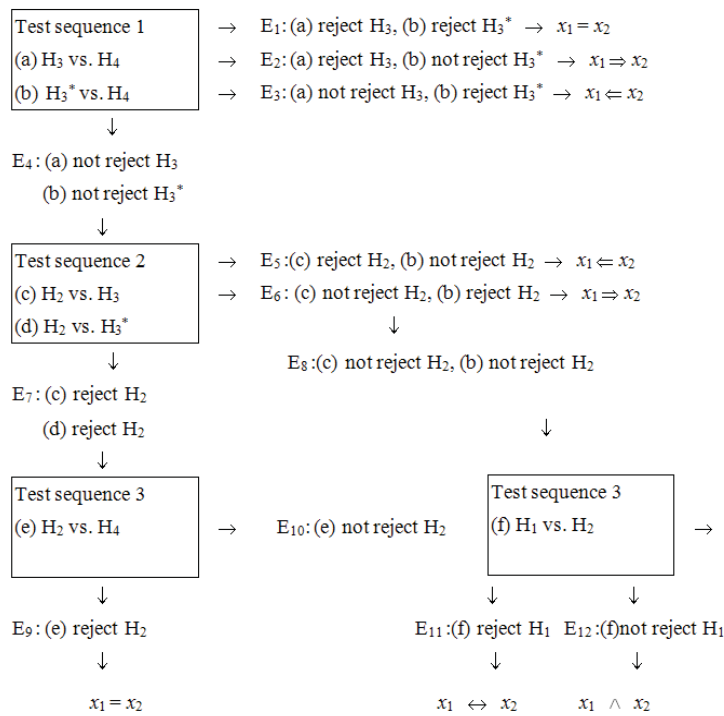 Test sequence 1 → E₁: (a) reject H₃, (b) reject H₃* → x₁ = x₂
(a) H₃ vs. H₄ → E₂: (a) reject H₃, (b) not reject H₃* → x₁ ⇒ x₂
(b) H₃* vs. H₄ → E₃: (a) not reject H₃, (b) reject H₃* → x₁ ⇐ x₂
↓
E₄: (a) not reject H₃
(b) not reject H₃*
↓
Test sequence 2 → E₅:(c) reject H₂, (b) not reject H₂ → x₁ ⇐ x₂
(c) H₂ vs. H₃ → E₆: (c) not reject H₂, (b) reject H₂ → x₁ ⇒ x₂
(d) H₂ vs. H₃* ↓
↓ E₈:(c) not reject H₂, (b) not reject H₂
E₇: (c) reject H₂
(d) reject H₂ ↓
↓
Test sequence 3 Test sequence 3
(e) H₂ vs. H₄ → E₁₀: (e) not reject H₂ (f) H₁ vs. H₂ →
↓ ↓ ↓
E₉: (e) reject H₂ E₁₁:(f) reject H₁ E₁₂:(f)not reject H₁
↓ ↓ ↓
x₁ = x₂ x₁ ↔ x₂ x₁ ∧ x₂